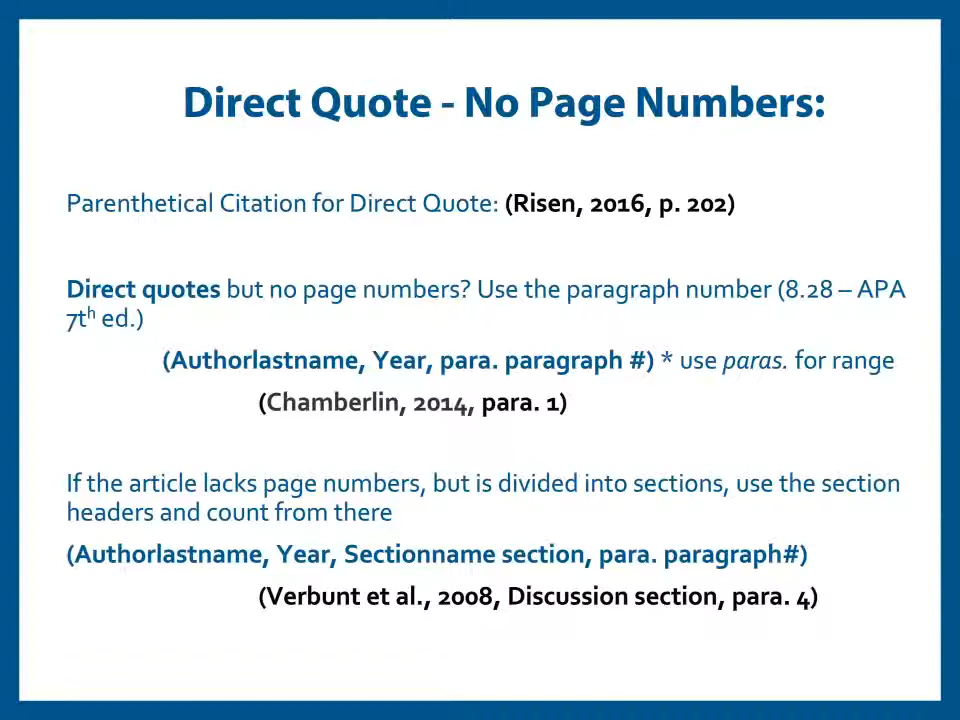 Direct Quote - No Page Numbers:
Parenthetical Citation for Direct Quote: (Risen, 2016, p. 202)
Direct quotes but no page numbers? Use the paragraph number (8.28 – APA
7th ed.)
(Authorlastname, Year, para. paragraph #) * use paras. for range
(Chamberlin, 2014, para. 1)
If the article lacks page numbers, but is divided into sections, use the section
headers and count from there
(Authorlastname, Year, Sectionname section, para. paragraph#)
(Verbunt et al., 2008, Discussion section, para. 4)